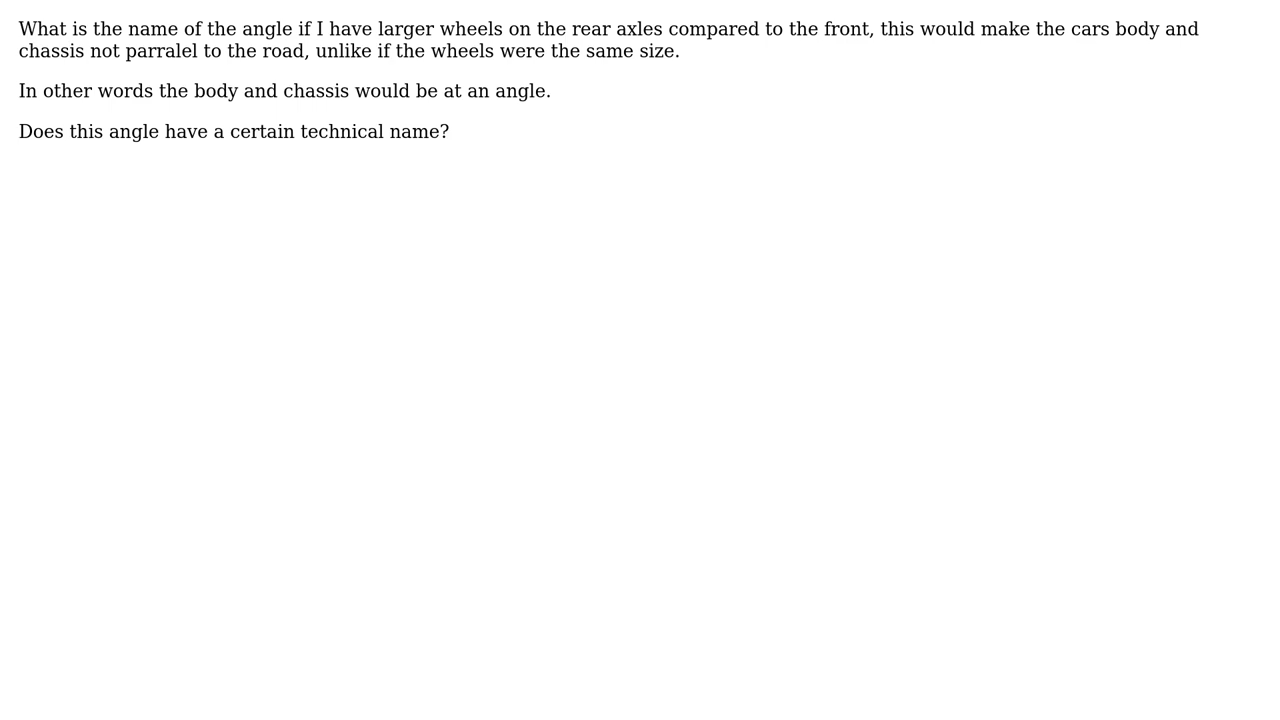 What is the name of the angle if I have larger wheels on the rear axles compared to the front, this would make the cars body and
chassis not parralel to the road, unlike if the wheels were the same size.
In other words the body and chassis would be at an angle.
Does this angle have a certain technical name?